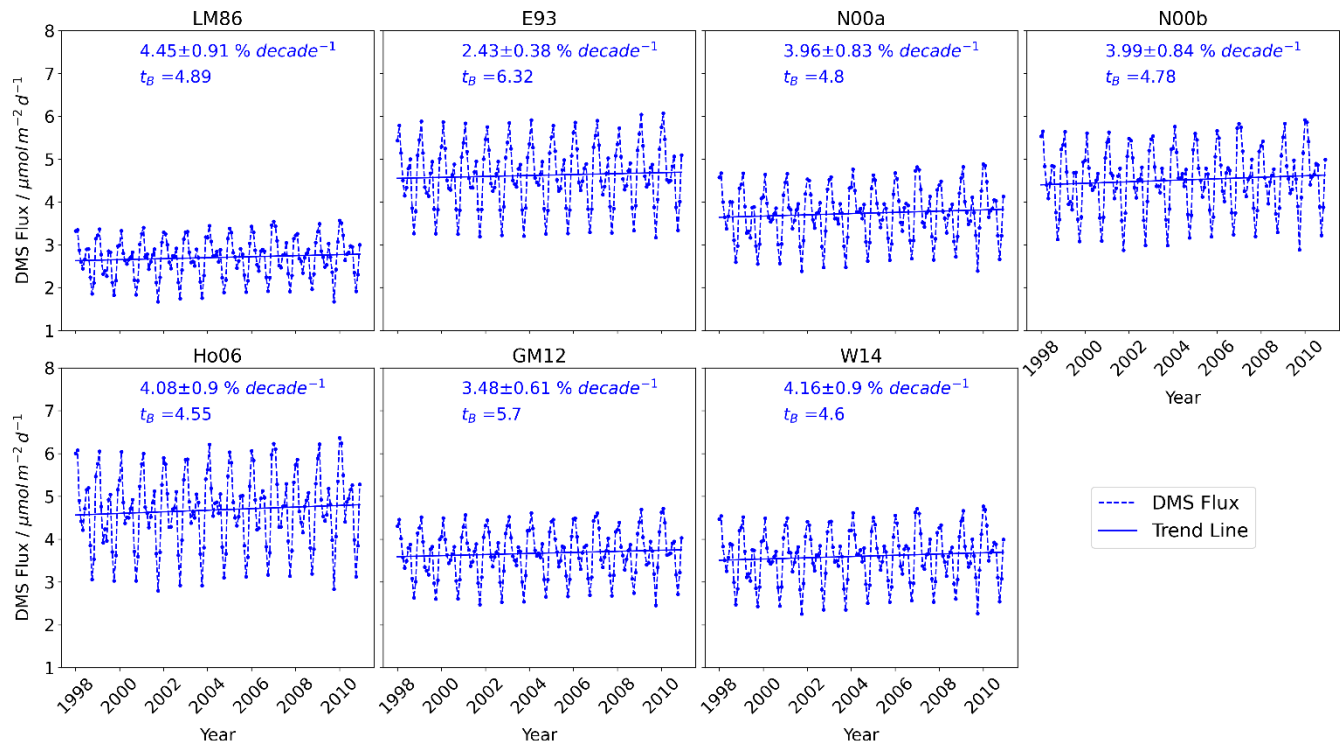 LM86
E93
N00a
N00b
4.45±0.91 % decade⁻¹
t_B =4.89
2.43±0.38 % decade⁻¹
t_B =6.32
3.96±0.83 % decade⁻¹
t_B =4.8
3.99±0.84 % decade⁻¹
t_B =4.78
DMS Flux / μmol m⁻² d⁻¹
8
7
6
5
4
3
2
1
1998
2000
2002
2004
2006
2008
2010
Year
Ho06
GM12
W14
4.08±0.9 % decade⁻¹
t_B =4.55
3.48±0.61 % decade⁻¹
t_B =5.7
4.16±0.9 % decade⁻¹
t_B =4.6
DMS Flux / μmol m⁻² d⁻¹
8
7
6
5
4
3
2
1
1998
2000
2002
2004
2006
2008
2010
Year
1998
2000
2002
2004
2006
2008
2010
Year
1998
2000
2002
2004
2006
2008
2010
Year
DMS Flux
Trend Line